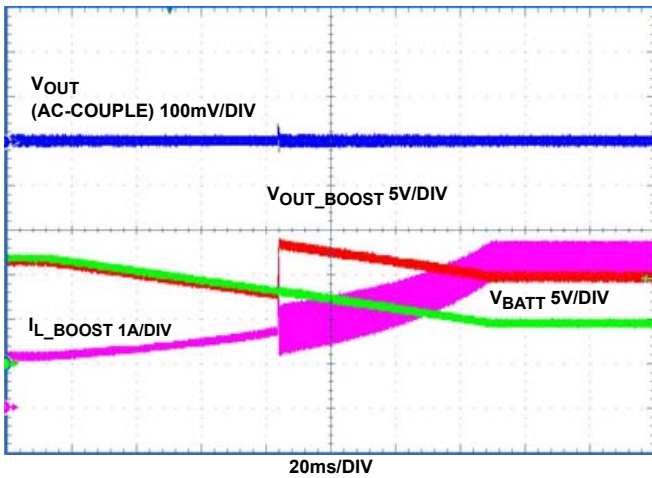 VOUT
(AC-COUPLE) 100mV/DIV
VOUT_BOOST 5V/DIV
VBATT 5V/DIV
IL_BOOST 1A/DIV
20ms/DIV